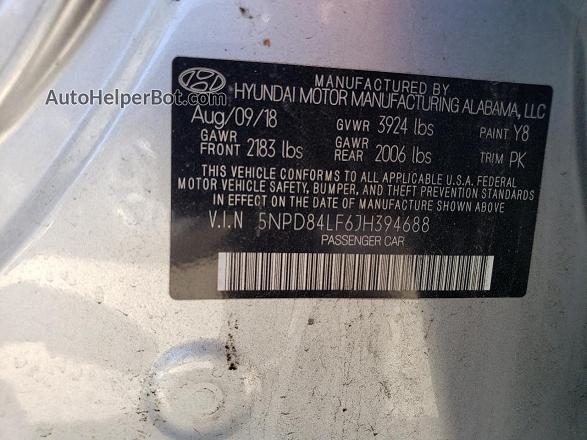 AutoHelperBot.com
MANUFACTURED BY
HYUNDAI MOTOR MANUFACTURING ALABAMA, LLC
Aug/09/18 GVWR 3924 lbs PAINT Y8
GAWR FRONT 2183 lbs GAWR REAR 2006 lbs TRIM PK
THIS VEHICLE CONFORMS TO ALL APPLICABLE U.S.A. FEDERAL
MOTOR VEHICLE SAFETY, BUMPER, AND THEFT PREVENTION STANDARDS
IN EFFECT ON THE DATE OF MANUFACTURE SHOWN ABOVE.
V.I.N 5NPD84LF6JH394688
PASSENGER CAR